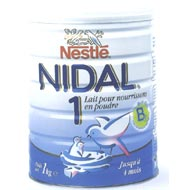 Nestlé
NIDAL
1
Lait pour nourrissons
en poudre
B
1kg
Jusqu'à
4 mois